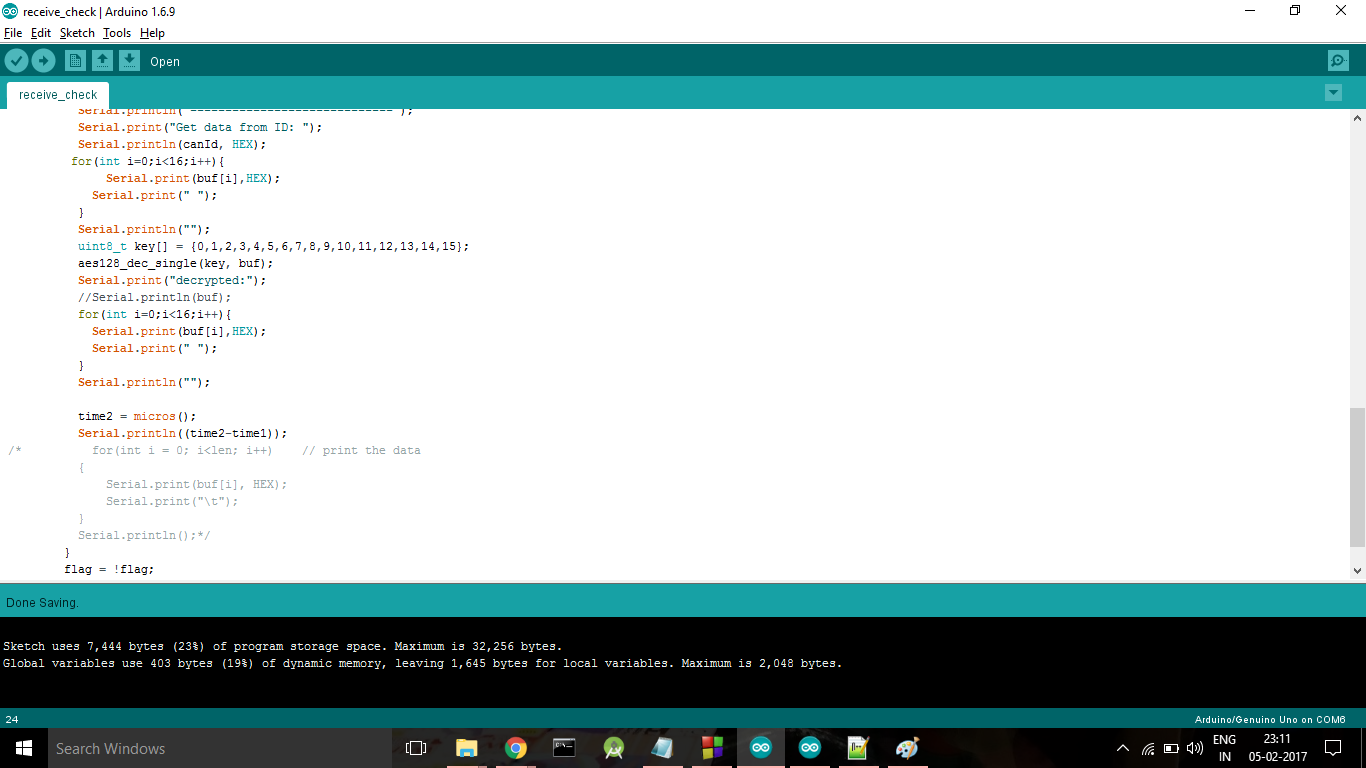 receive_check | Arduino 1.6.9
File Edit Sketch Tools Help
Open
receive_check
Serial.println("-----------------------------");
Serial.print("Get data from ID: ");
Serial.println(canId, HEX);
for(int i=0;i<16;i++){
Serial.print(buf[i],HEX);
Serial.print(" ");
}
Serial.println("");
uint8_t key[] = {0,1,2,3,4,5,6,7,8,9,10,11,12,13,14,15};
aes128_dec_single(key, buf);
Serial.print("decrypted:");
//Serial.println(buf);
for(int i=0;i<16;i++){
Serial.print(buf[i],HEX);
Serial.print(" ");
}
Serial.println("");
time2 = micros();
Serial.println((time2-time1));
/* for(int i = 0; i<len; i++) // print the data
{
Serial.print(buf[i], HEX);
Serial.print("\t");
}
Serial.println();*/
}
flag = !flag;
Done Saving.
Sketch uses 7,444 bytes (23%) of program storage space. Maximum is 32,256 bytes.
Global variables use 403 bytes (19%) of dynamic memory, leaving 1,645 bytes for local variables. Maximum is 2,048 bytes.
24
Arduino/Genuino Uno on COM6
Search Windows
ENG
IN
23:11
05-02-2017